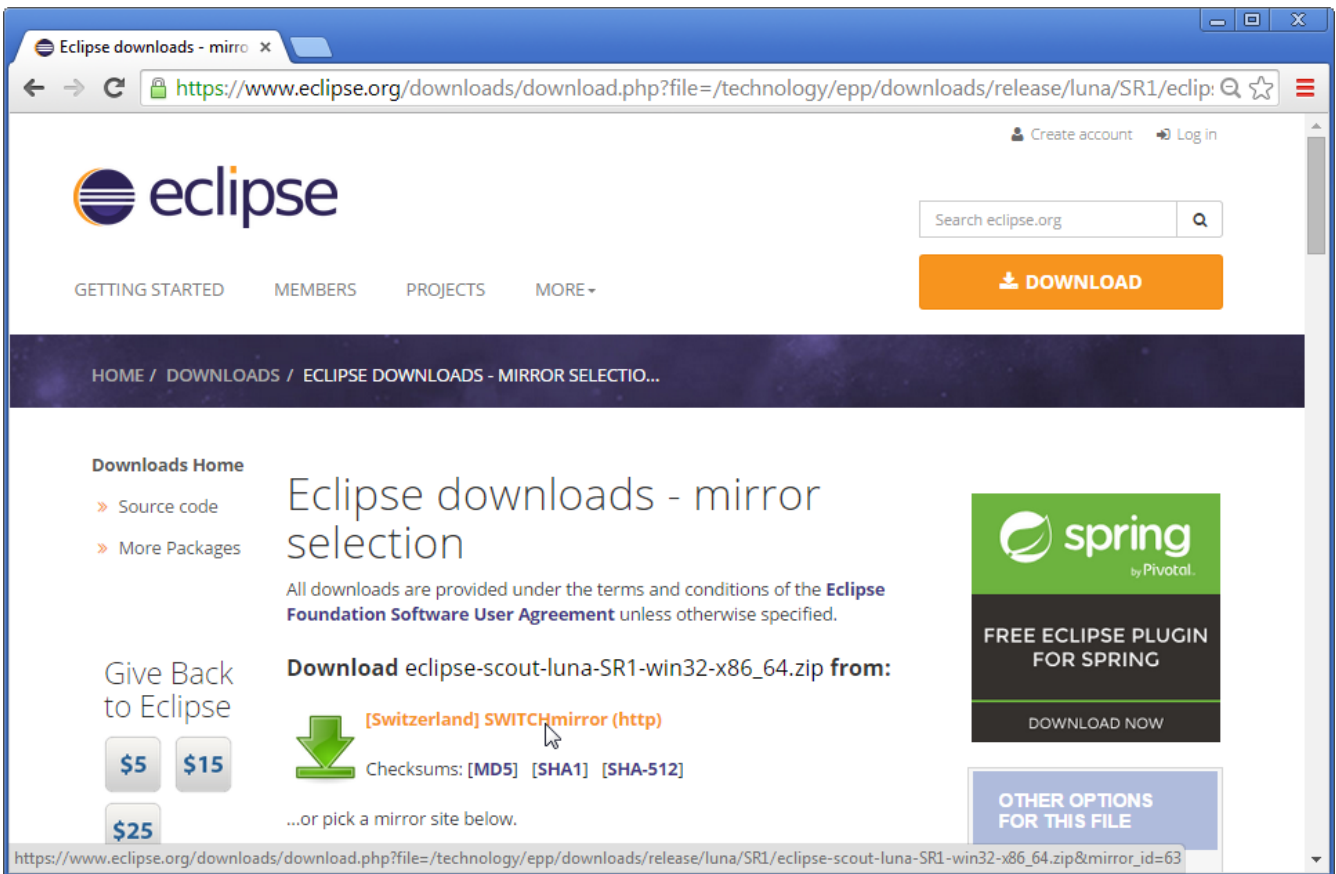 Eclipse downloads - mirro
https://www.eclipse.org/downloads/download.php?file=/technology/epp/downloads/release/luna/SR1/eclip
Create account Log in
eclipse
Search eclipse.org
DOWNLOAD
GETTING STARTED MEMBERS PROJECTS MORE
HOME / DOWNLOADS / ECLIPSE DOWNLOADS - MIRROR SELECTIO...
Downloads Home
» Source code
» More Packages
Give Back
to Eclipse
$5 $15
$25
Eclipse downloads - mirror
selection
All downloads are provided under the terms and conditions of the Eclipse
Foundation Software User Agreement unless otherwise specified.
Download eclipse-scout-luna-SR1-win32-x86_64.zip from:
[Switzerland] SWITCHmirror (http)
Checksums: [MD5] [SHA1] [SHA-512]
...or pick a mirror site below.
spring
by Pivotal.
FREE ECLIPSE PLUGIN
FOR SPRING
DOWNLOAD NOW
OTHER OPTIONS
FOR THIS FILE
https://www.eclipse.org/downloads/download.php?file=/technology/epp/downloads/release/luna/SR1/eclipse-scout-luna-SR1-win32-x86_64.zip&mirror_id=63